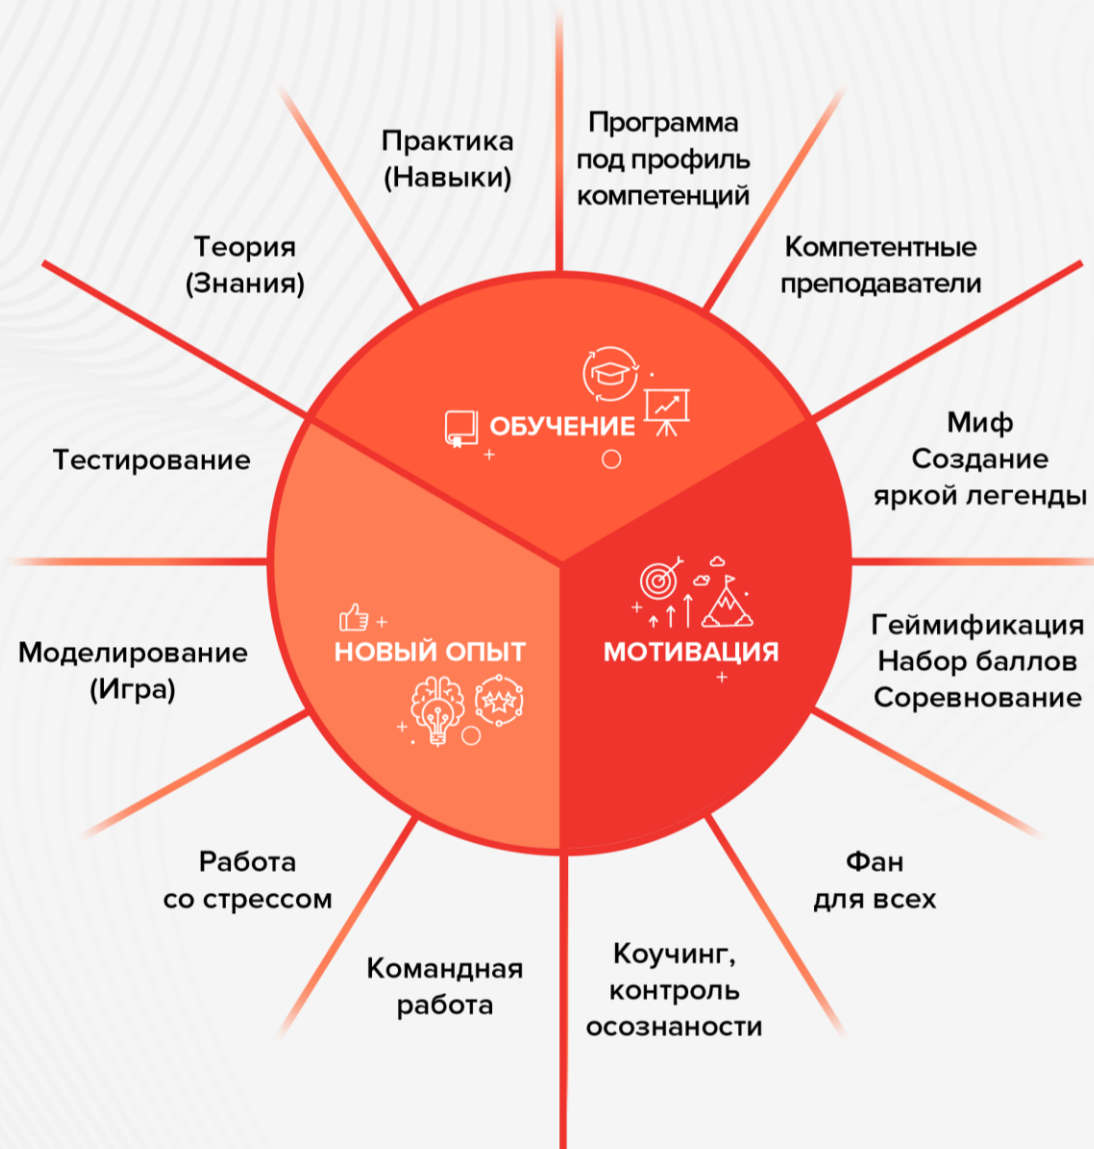 Программа
под профиль
компетенций
Компетентные
преподаватели
Миф
Создание
яркой легенды
Геймификация
Набор баллов
Соревнование
Фан
для всех
Коучинг,
контроль
осознаности
Командная
работа
Работа
со стрессом
Моделирование
(Игра)
Тестирование
Теория
(Знания)
Практика
(Навыки)
ОБУЧЕНИЕ
МОТИВАЦИЯ
НОВЫЙ ОПЫТ